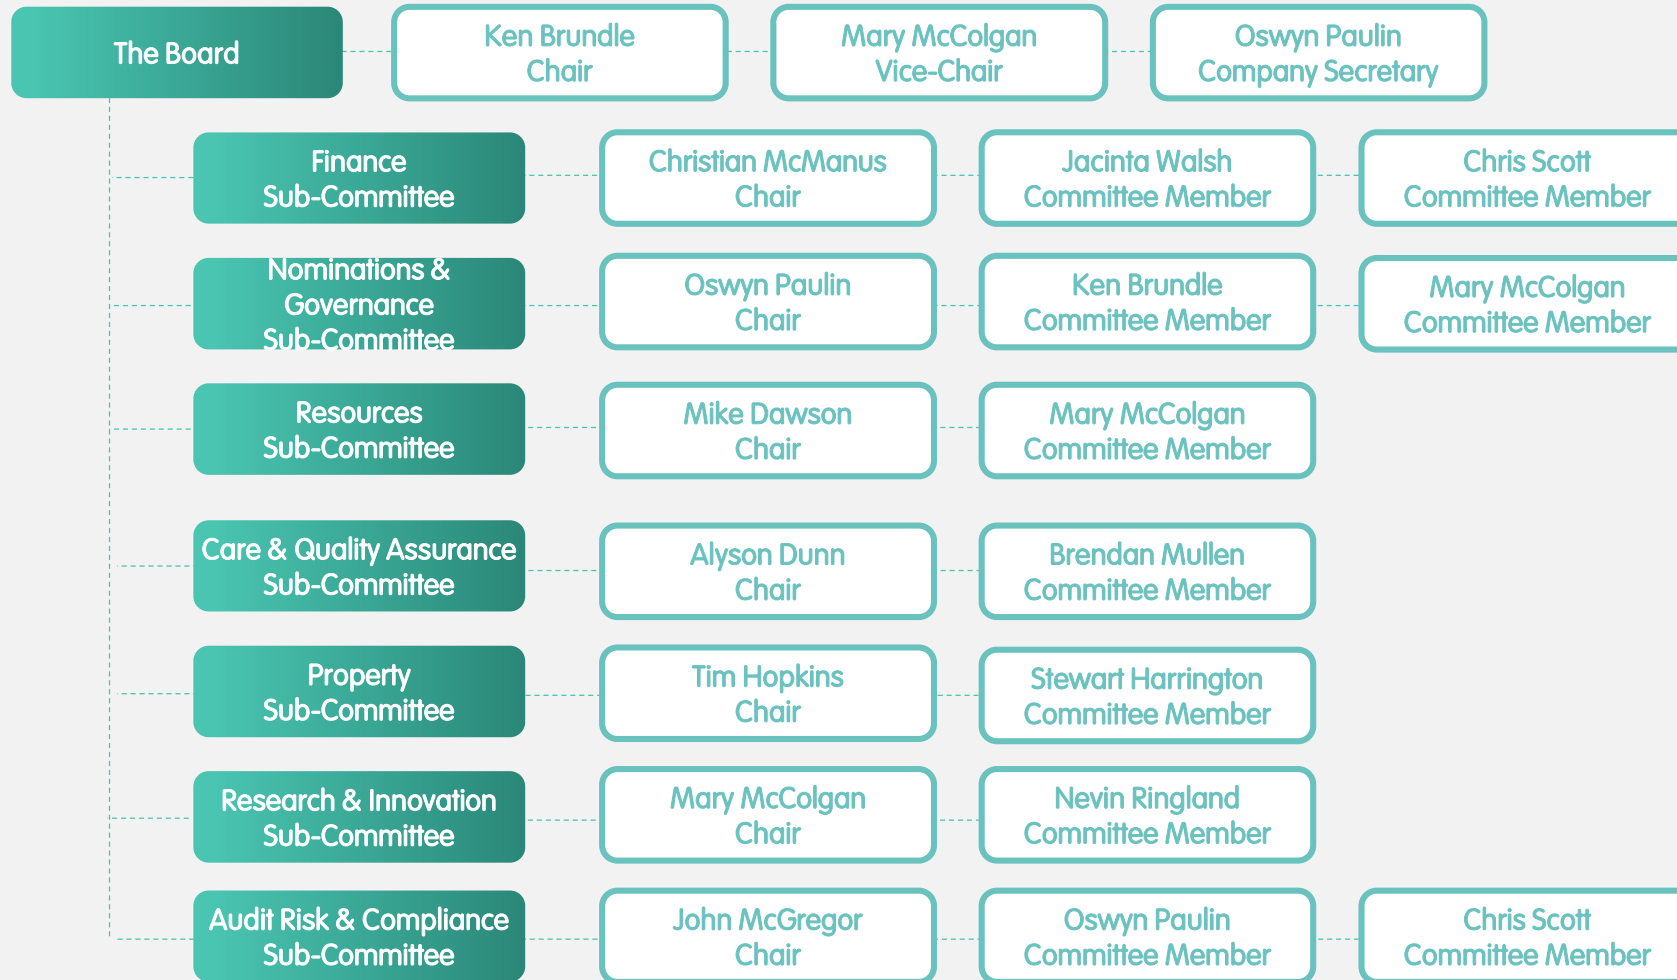 The Board
Ken Brundle
Chair
Mary McColgan
Vice-Chair
Oswyn Paulin
Company Secretary
Finance
Sub-Committee
Christian McManus
Chair
Jacinta Walsh
Committee Member
Chris Scott
Committee Member
Nominations &
Governance
Sub-Committee
Oswyn Paulin
Chair
Ken Brundle
Committee Member
Mary McColgan
Committee Member
Resources
Sub-Committee
Mike Dawson
Chair
Mary McColgan
Committee Member
Care & Quality Assurance
Sub-Committee
Alyson Dunn
Chair
Brendan Mullen
Committee Member
Property
Sub-Committee
Tim Hopkins
Chair
Stewart Harrington
Committee Member
Research & Innovation
Sub-Committee
Mary McColgan
Chair
Nevin Ringland
Committee Member
Audit Risk & Compliance
Sub-Committee
John McGregor
Chair
Oswyn Paulin
Committee Member
Chris Scott
Committee Member